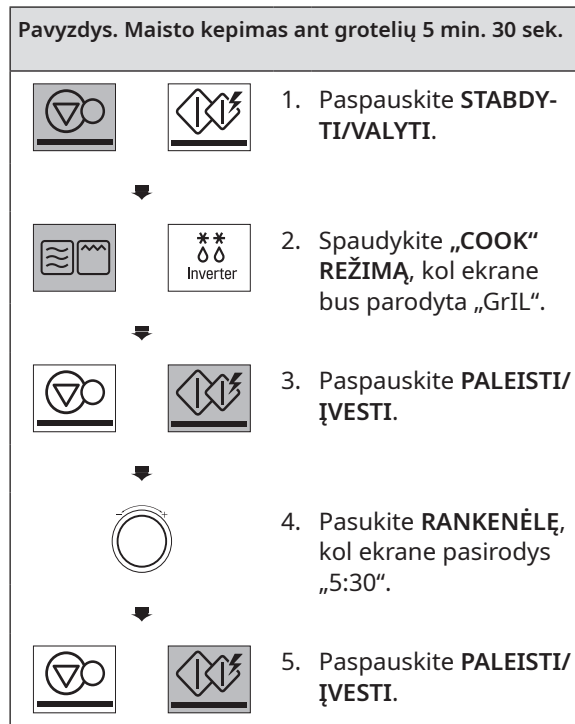 Pavyzdys. Maisto kepimas ant grotelių 5 min. 30 sek.
1. Paspauskite STABDY-
TI/VALYTI.
2. Spaudykite „COOK“
REŽIMĄ, kol ekrane
bus parodyta „GrIL“.
Inverter
3. Paspauskite PALEISTI/
ĮVESTI.
4. Pasukite RANKENĖLĘ,
kol ekrane pasirodys
„5:30“.
- +
5. Paspauskite PALEISTI/
ĮVESTI.